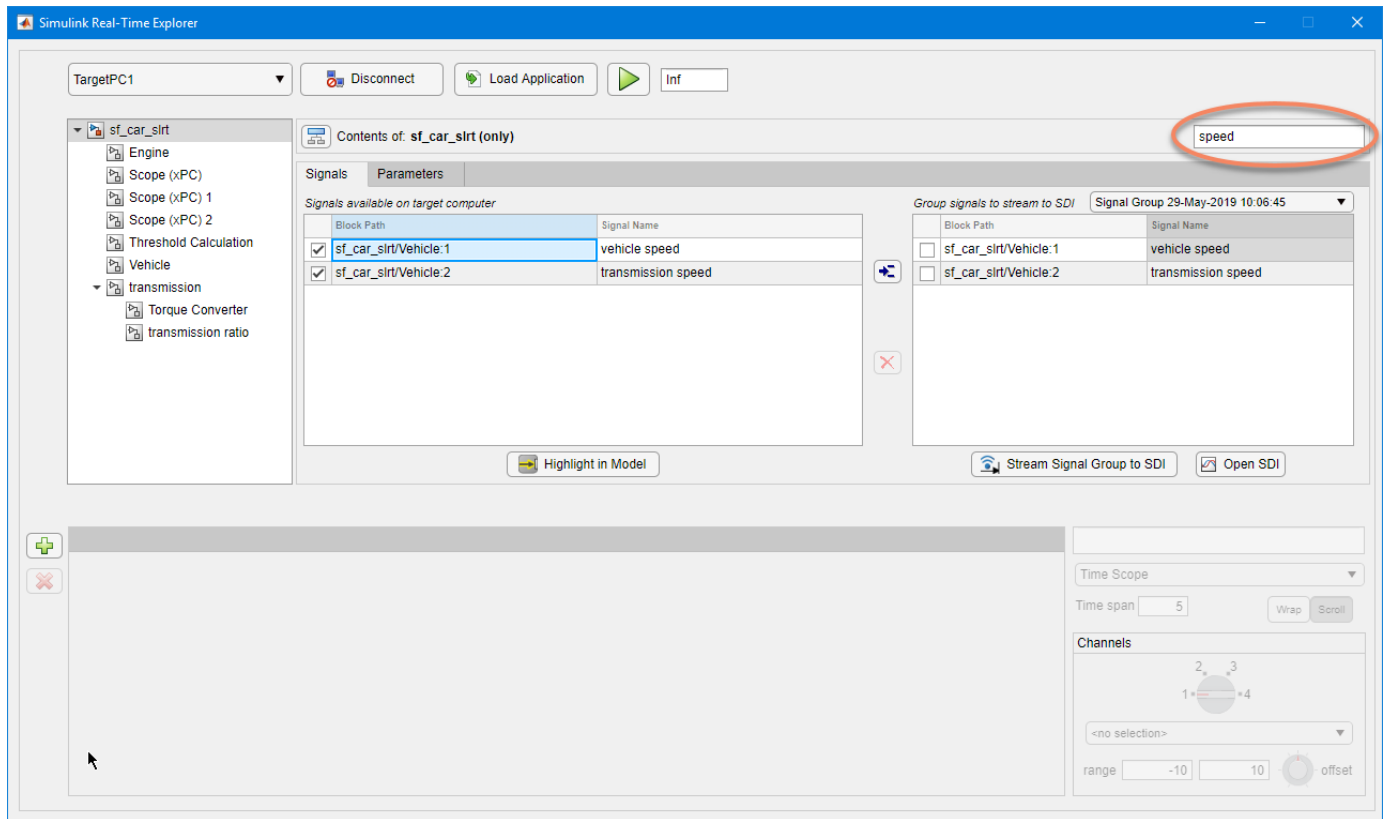 Simulink Real-Time Explorer
TargetPC1 Disconnect Load Application Inf
sf_car_slrt
Engine
Scope (xPC)
Scope (xPC) 1
Scope (xPC) 2
Threshold Calculation
Vehicle
transmission
Torque Converter
transmission ratio
Contents of: sf_car_slrt (only) speed
Signals Parameters
Signals available on target computer
Block Path Signal Name
sf_car_slrt/Vehicle:1 vehicle speed
sf_car_slrt/Vehicle:2 transmission speed
Highlight in Model
Group signals to stream to SDI Signal Group 29-May-2019 10:06:45
Block Path Signal Name
sf_car_slrt/Vehicle:1 vehicle speed
sf_car_slrt/Vehicle:2 transmission speed
Stream Signal Group to SDI Open SDI
Time Scope
Time span 5 Wrap Scroll
Channels
2 3
1 4
<no selection>
range -10 10 offset